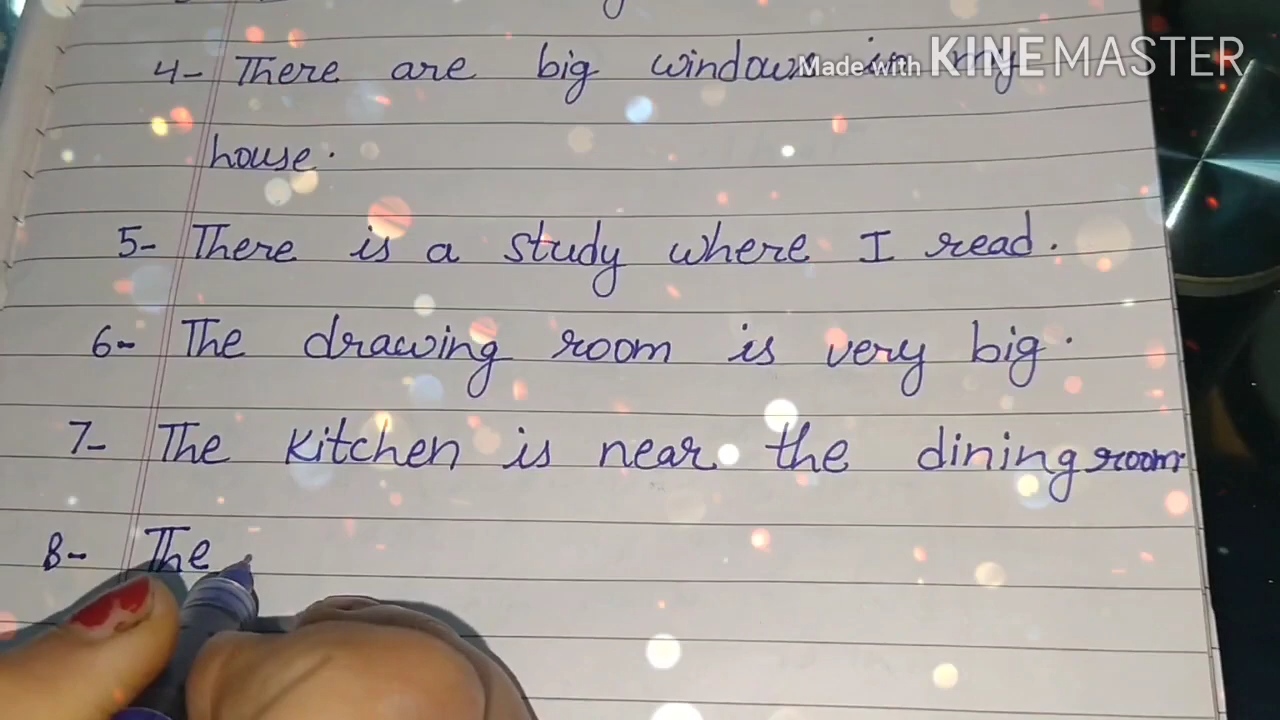 4- There are big windows in my
Made with KINEMASTER
house.
5- There is a study where I read.
6- The drawing room is very big.
7- The kitchen is near the dining room.
8- The